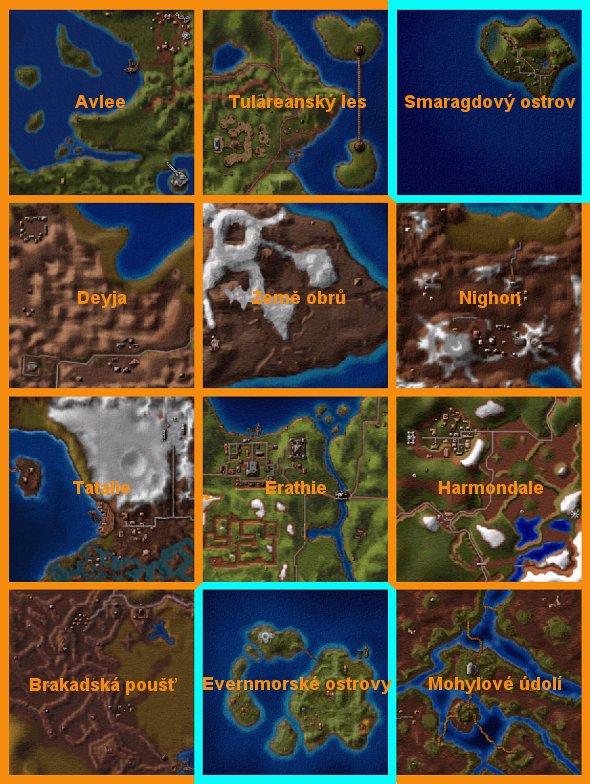 Avlee
Tulareanský les
Smaragdový ostrov
Deyja
Země obrů
Nighon
Tatalie
Erathie
Harmondale
Brakadská poušť
Evernmorské ostrovy
Mohylové údolí